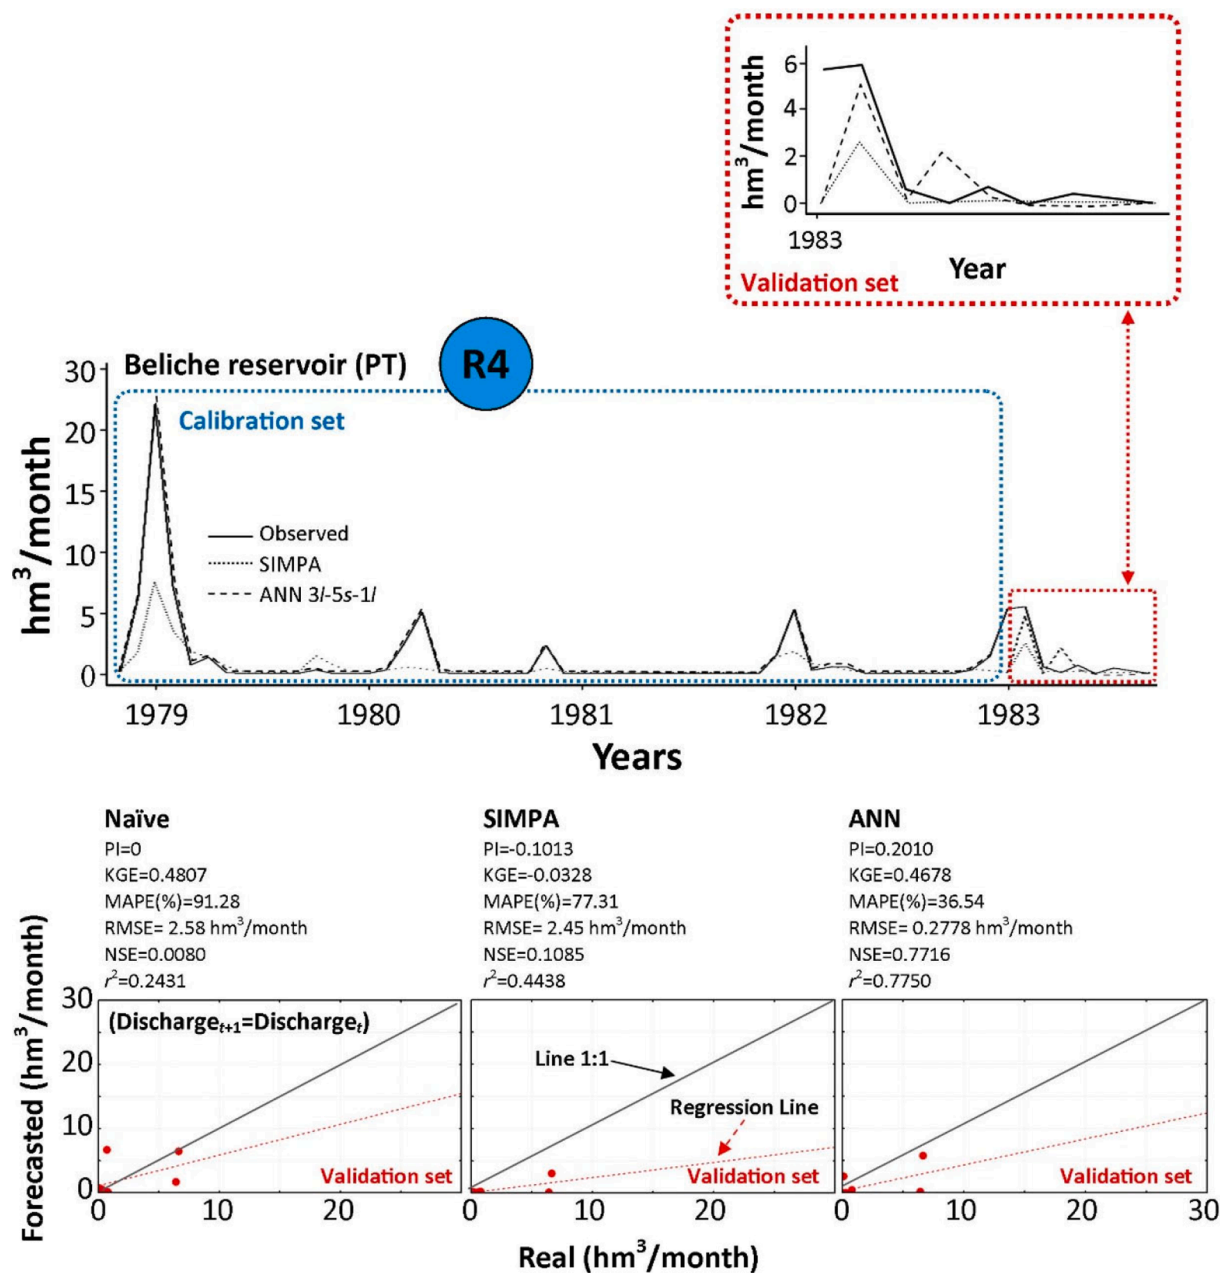 6
4
2
0
hm³/month
1983
Year
Validation set
Beliche reservoir (PT)
R4
Calibration set
30
25
20
15
10
5
0
hm³/month
Observed
SIMPA
ANN 3l-5s-1l
1979 1980 1981 1982 1983
Years
Naïve
PI=0
KGE=0.4807
MAPE(%)=91.28
RMSE= 2.58 hm³/month
NSE=0.0080
r²=0.2431
SIMPA
PI=-0.1013
KGE=-0.0328
MAPE(%)=77.31
RMSE= 2.45 hm³/month
NSE=0.1085
r²=0.4438
ANN
PI=0.2010
KGE=0.4678
MAPE(%)=36.54
RMSE= 0.2778 hm³/month
NSE=0.7716
r²=0.7750
Forecasted (hm³/month)
30
20
10
0
(Discharge t+1=Discharge t)
Validation set
0 10 20
Line 1:1
Regression Line
Validation set
0 10 20
Validation set
0 10 20 30
Real (hm³/month)